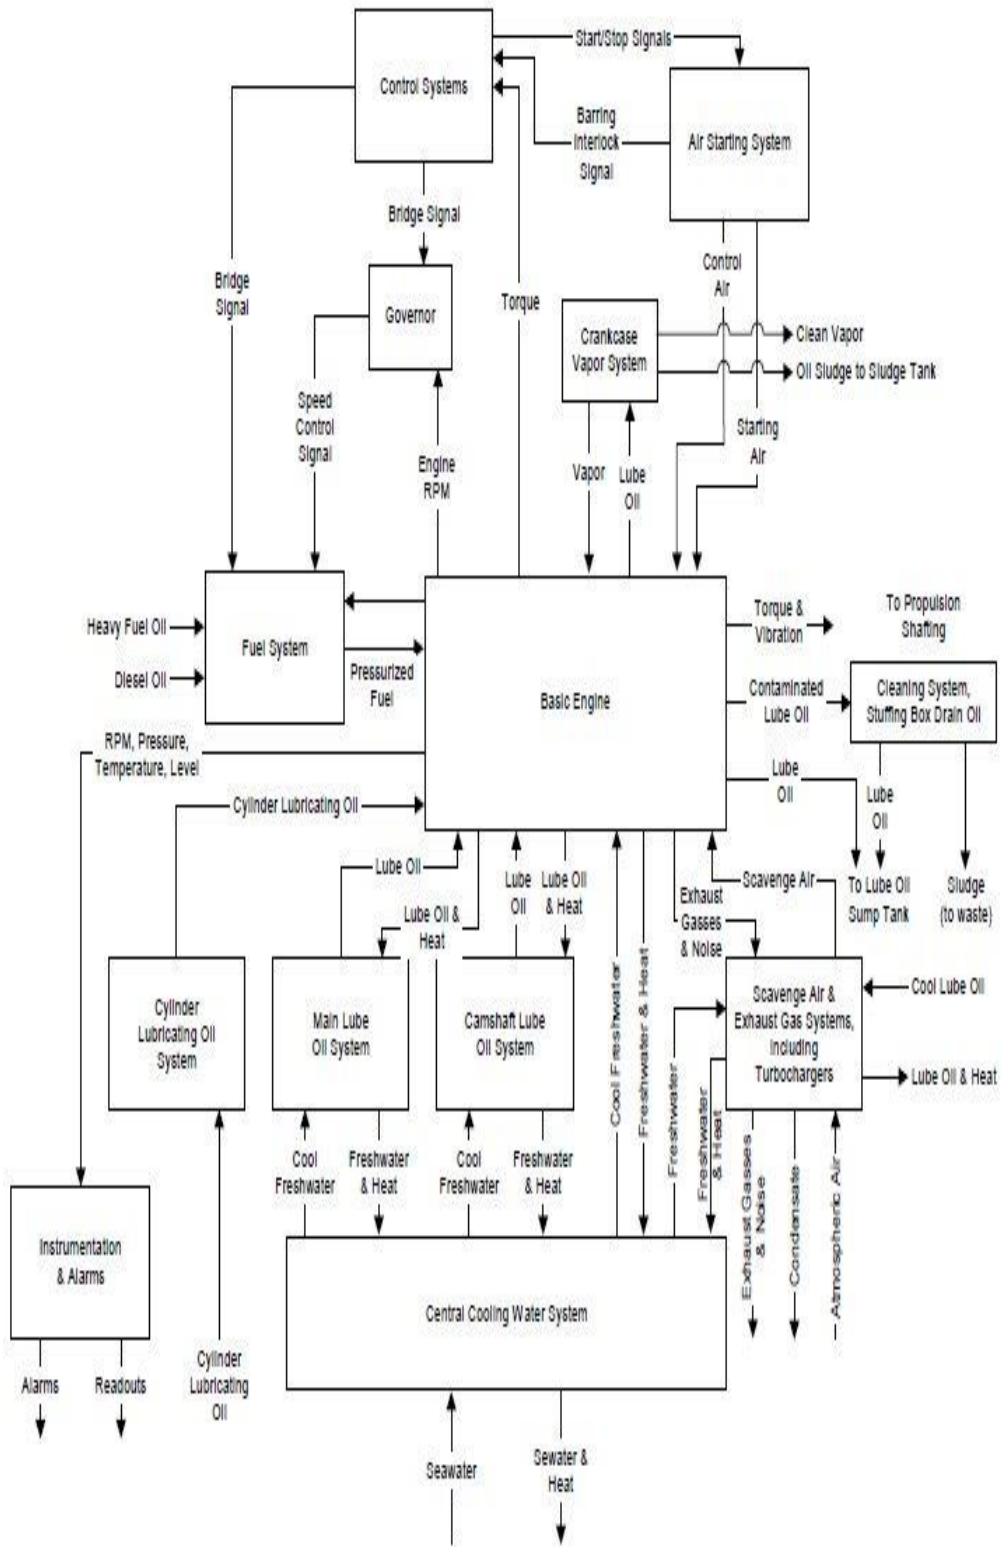 Start/Stop Signals
Control Systems
Barring
Interlock
Signal
Air Starting System
Bridge Signal
Bridge
Signal
Torque
Control
Air
Governor
Crankcase
Vapor System
Clean Vapor
Oil Sludge to Sludge Tank
Speed
Control
Signal
Engine
RPM
Vapor
Lube
Oil
Starting
Air
Heavy Fuel Oil
Diesel Oil
Fuel System
Pressurized
Fuel
Basic Engine
Torque &
Vibration
To Propulsion
Shafting
Contaminated
Lube Oil
Cleaning System,
Stuffing Box Drain Oil
RPM, Pressure,
Temperature, Level
Lube
Oil
Lube
Oil
Cylinder Lubricating Oil
Lube Oil
Lube Oil &
Heat
Lube
Oil
Lube Oil
& Heat
Exhaust
Gasses
& Noise
Scavenge Air
To Lube Oil
Sump Tank
Sludge
(to waste)
Cylinder
Lubricating Oil
System
Main Lube
Oil System
Camshaft Lube
Oil System
Cool Freshwater
Freshwater & Heat
Freshwater
Freshwater
& Heat
Scavenge Air &
Exhaust Gas Systems,
Including
Turbochargers
Cool Lube Oil
Lube Oil & Heat
Cool
Freshwater
Freshwater
& Heat
Cool
Freshwater
Freshwater
& Heat
Exhaust Gasses
& Noise
Condensate
Atmospheric Air
Instrumentation
& Alarms
Central Cooling Water System
Alarms
Readouts
Cylinder
Lubricating
Oil
Seawater
Sewater &
Heat